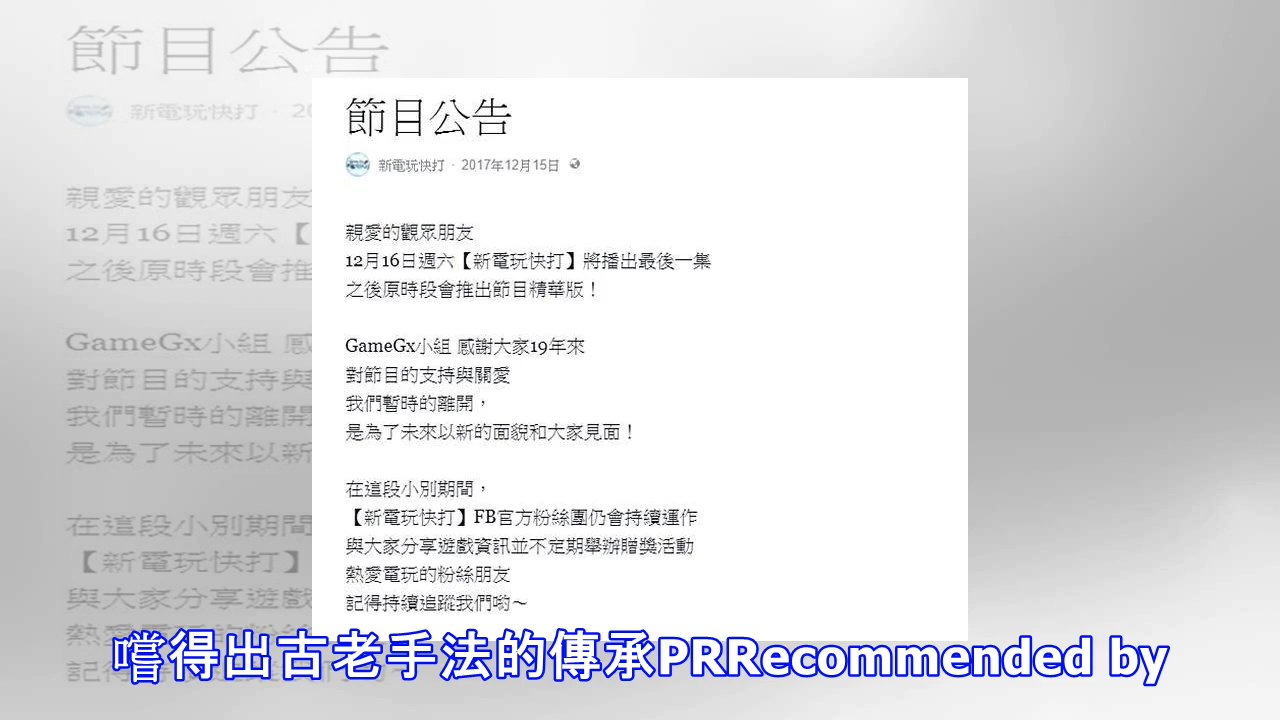 節目公告
新電玩快打 · 2017年12月15日
親愛的觀眾朋友
12月16日週六【新電玩快打】將播出最後一集
之後原時段會推出節目精華版！
GameGx小組 感謝大家19年來
對節目的支持與關愛
我們暫時的離開，
是為了未來以新的面貌和大家見面！
在這段小別期間，
【新電玩快打】FB官方粉絲團仍會持續運作
與大家分享遊戲資訊並不定期舉辦贈獎活動
熱愛電玩的粉絲朋友
記得持續追蹤我們喲～
嚐得出古老手法的傳承PRRecommended by